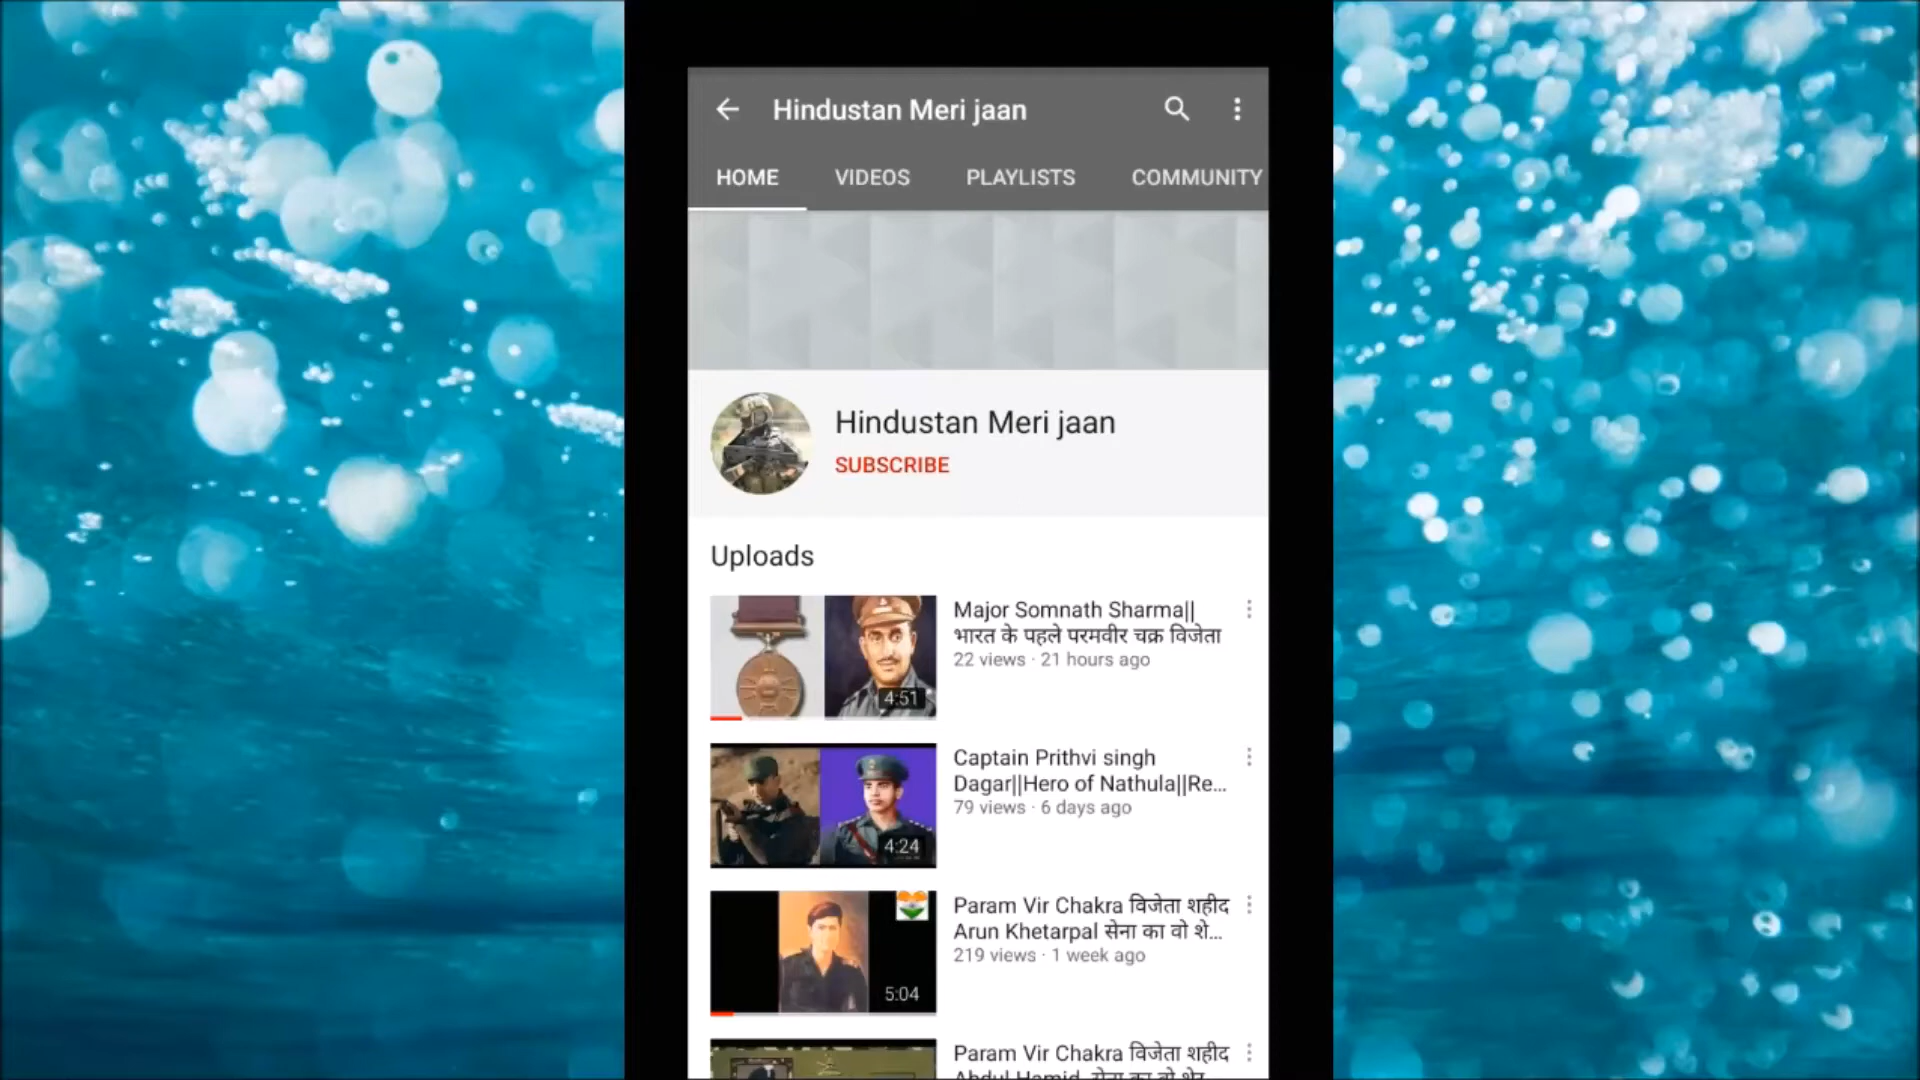 Hindustan Meri jaan
HOME VIDEOS PLAYLISTS COMMUNITY
Hindustan Meri jaan
SUBSCRIBE
Uploads
Major Somnath Sharma||
भारत के पहले परमवीर चक्र विजेता
22 views · 21 hours ago
4:51
Captain Prithvi singh
Dagar||Hero of Nathula||Re...
79 views · 6 days ago
4:24
Param Vir Chakra विजेता शहीद
Arun Khetarpal सेना का वो शे...
219 views · 1 week ago
5:04
Param Vir Chakra विजेता शहीद
Abdul Hamid